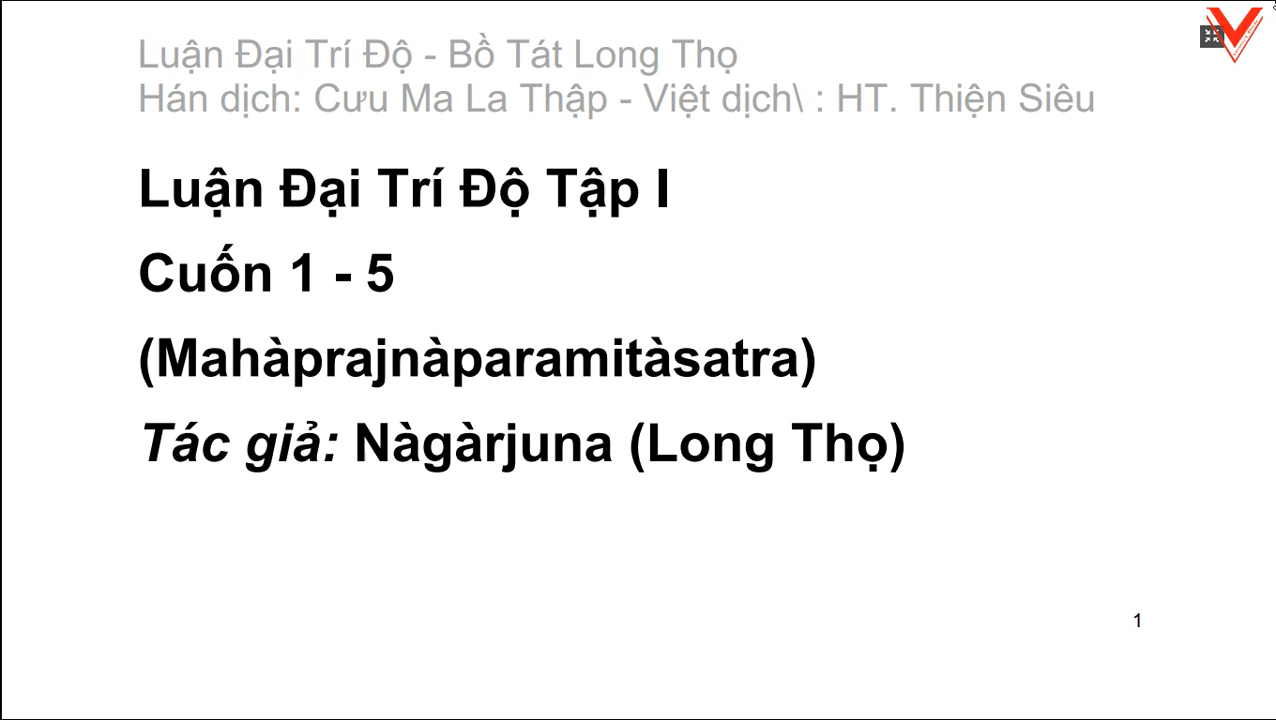 Luận Đại Trí Độ - Bồ Tát Long Thọ
Hán dịch: Cưu Ma La Thập - Việt dịch\ : HT. Thiện Siêu
Luận Đại Trí Độ Tập I
Cuốn 1 - 5
(Mahàprajnàparamitàsatra)
Tác giả: Nàgàrjuna (Long Thọ)
1